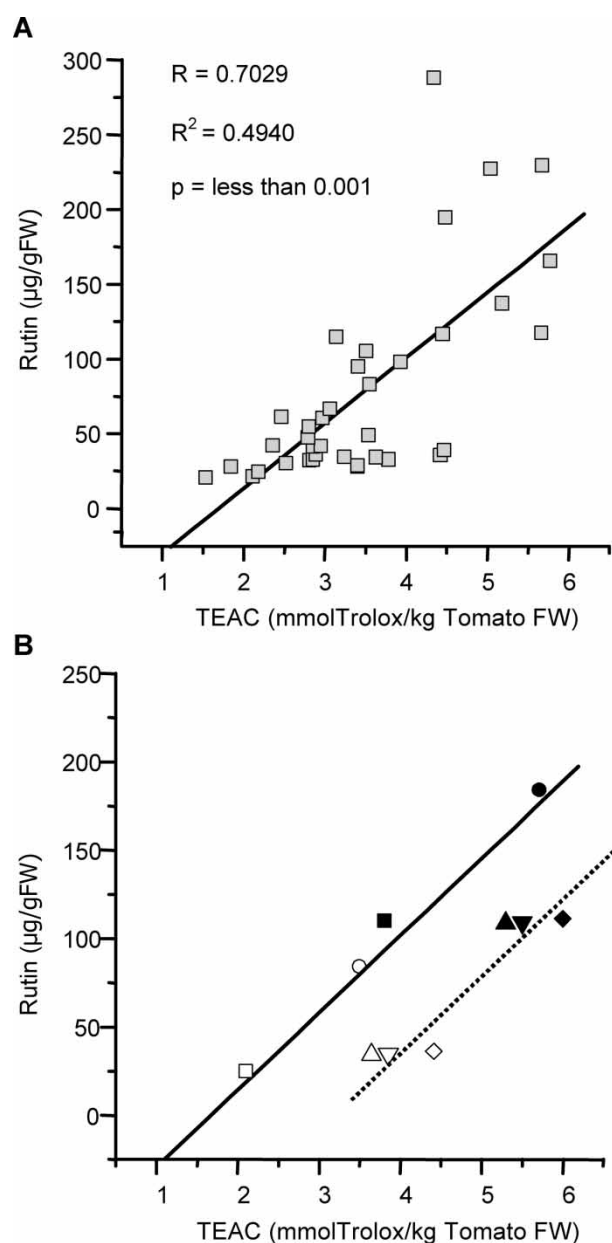 A
300
250
200
150
100
50
0
R = 0.7029
R² = 0.4940
p = less than 0.001
Rutin (µg/gFW)
1 2 3 4 5 6
TEAC (mmolTrolox/kg Tomato FW)
B
250
200
150
100
50
0
Rutin (µg/gFW)
1 2 3 4 5 6
TEAC (mmolTrolox/kg Tomato FW)